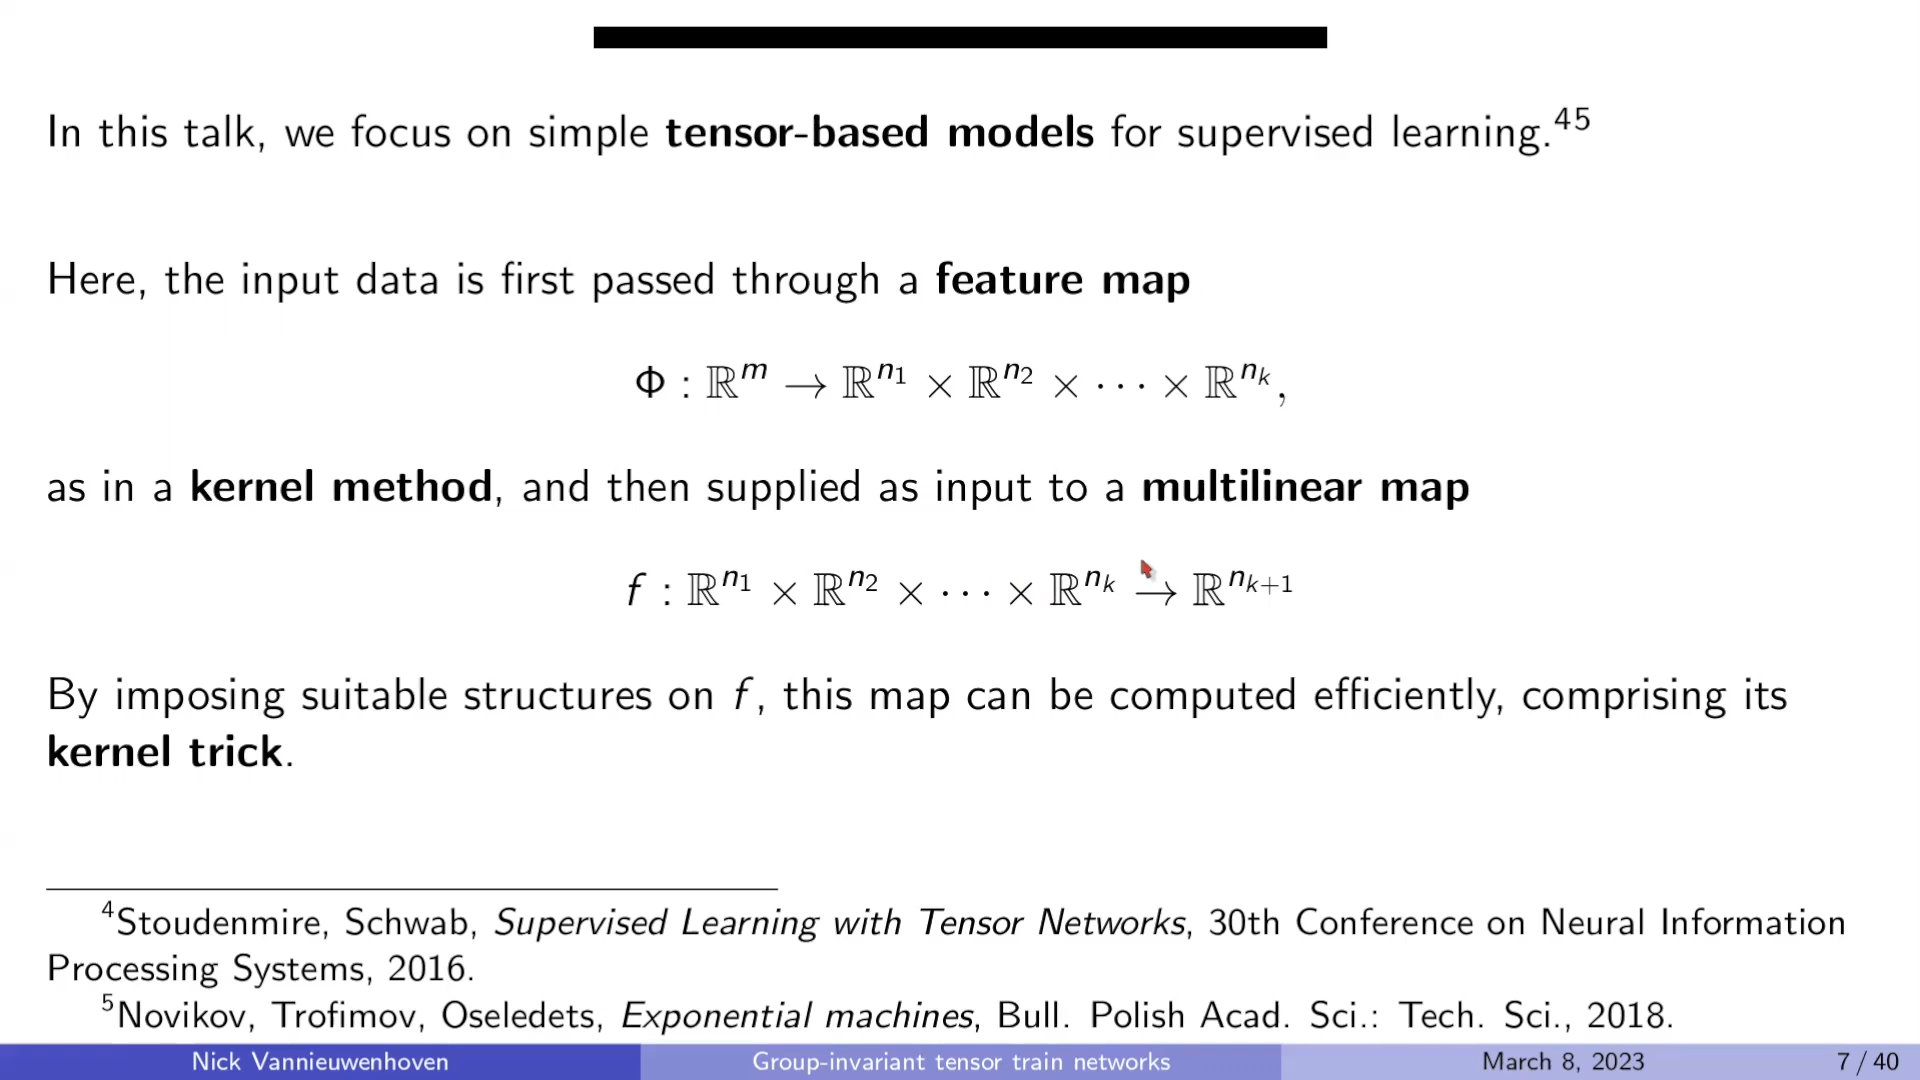 In this talk, we focus on simple tensor-based models for supervised learning.⁴⁵
Here, the input data is first passed through a feature map
Φ : ℝ^m → ℝ^{n_1} × ℝ^{n_2} × ··· × ℝ^{n_k},
as in a kernel method, and then supplied as input to a multilinear map
f : ℝ^{n_1} × ℝ^{n_2} × ··· × ℝ^{n_k} → ℝ^{n_{k+1}}
By imposing suitable structures on f, this map can be computed efficiently, comprising its
kernel trick.
⁴Stoudenmire, Schwab, Supervised Learning with Tensor Networks, 30th Conference on Neural Information
Processing Systems, 2016.
⁵Novikov, Trofimov, Oseledets, Exponential machines, Bull. Polish Acad. Sci.: Tech. Sci., 2018.
Nick Vannieuwenhoven Group-invariant tensor train networks March 8, 2023 7 / 40